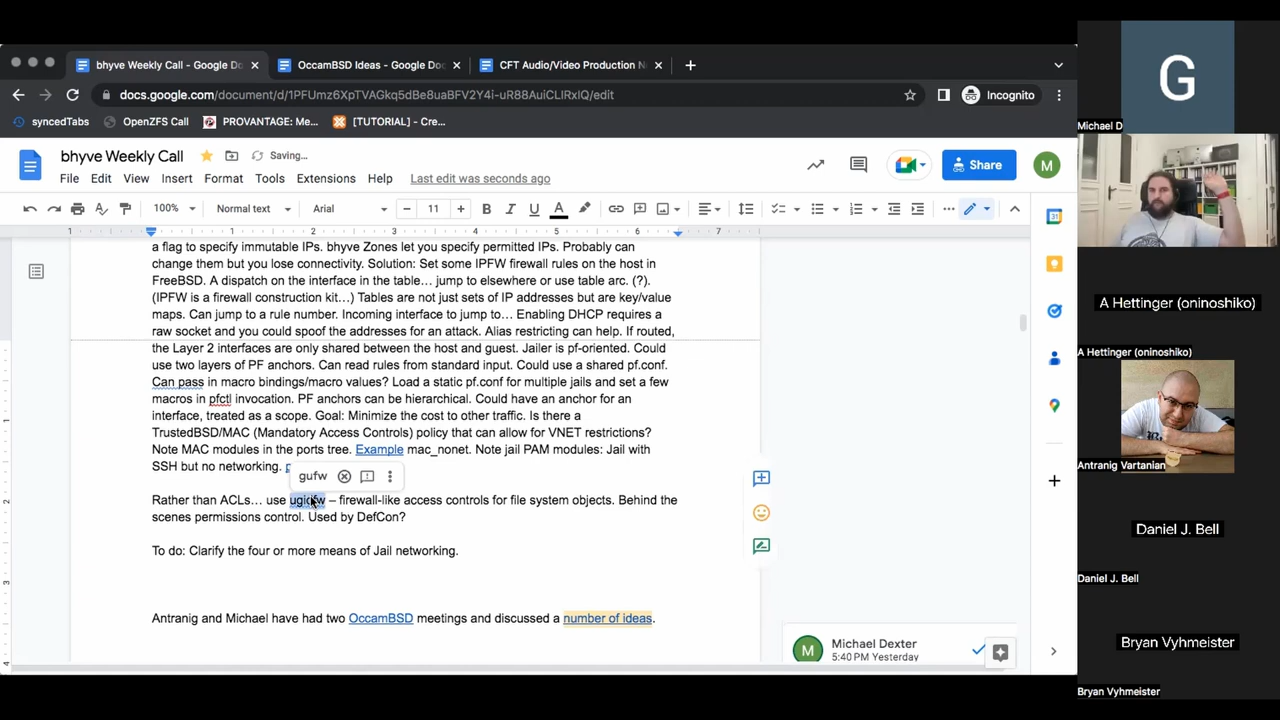 bhyve Weekly Call - Google Do
OccamBSD Ideas - Google Doc
CFT Audio/Video Production N
docs.google.com/document/d/1PFUmz6XpTVAGkq5dBe8uaBFV2Y4i-uR88AuiCLlRxIQ/edit
Incognito
syncedTabs
OpenZFS Call
PROVANTAGE: Me...
[TUTORIAL] - Cre...
bhyve Weekly Call
Saving...
File Edit View Insert Format Tools Extensions Help
Last edit was seconds ago
Share
M
100%
Normal text
Arial
11
a flag to specify immutable IPs. bhyve Zones let you specify permitted IPs. Probably can
change them but you lose connectivity. Solution: Set some IPFW firewall rules on the host in
FreeBSD. A dispatch on the interface in the table… jump to elsewhere or use table arc. (?).
(IPFW is a firewall construction kit…) Tables are not just sets of IP addresses but are key/value
maps. Can jump to a rule number. Incoming interface to jump to… Enabling DHCP requires a
raw socket and you could spoof the addresses for an attack. Alias restricting can help. If routed,
the Layer 2 interfaces are only shared between the host and guest. Jailer is pf-oriented. Could
use two layers of PF anchors. Can read rules from standard input. Could use a shared pf.conf.
Can pass in macro bindings/macro values? Load a static pf.conf for multiple jails and set a few
macros in pfctl invocation. PF anchors can be hierarchical. Could have an anchor for an
interface, treated as a scope. Goal: Minimize the cost to other traffic. Is there a
TrustedBSD/MAC (Mandatory Access Controls) policy that can allow for VNET restrictions?
Note MAC modules in the ports tree. Example mac_nonet. Note jail PAM modules: Jail with
SSH but no networking.
gufw
Rather than ACLs… use ugidfw – firewall-like access controls for file system objects. Behind the
scenes permissions control. Used by DefCon?
To do: Clarify the four or more means of Jail networking.
Antranig and Michael have had two OccamBSD meetings and discussed a number of ideas.
M
Michael Dexter
5:40 PM Yesterday
G
Michael D
A Hettinger (oninoshiko)
A Hettinger (oninoshiko)
Antranig Vartanian
Daniel J. Bell
Daniel J. Bell
Bryan Vyhmeister
Bryan Vyhmeister